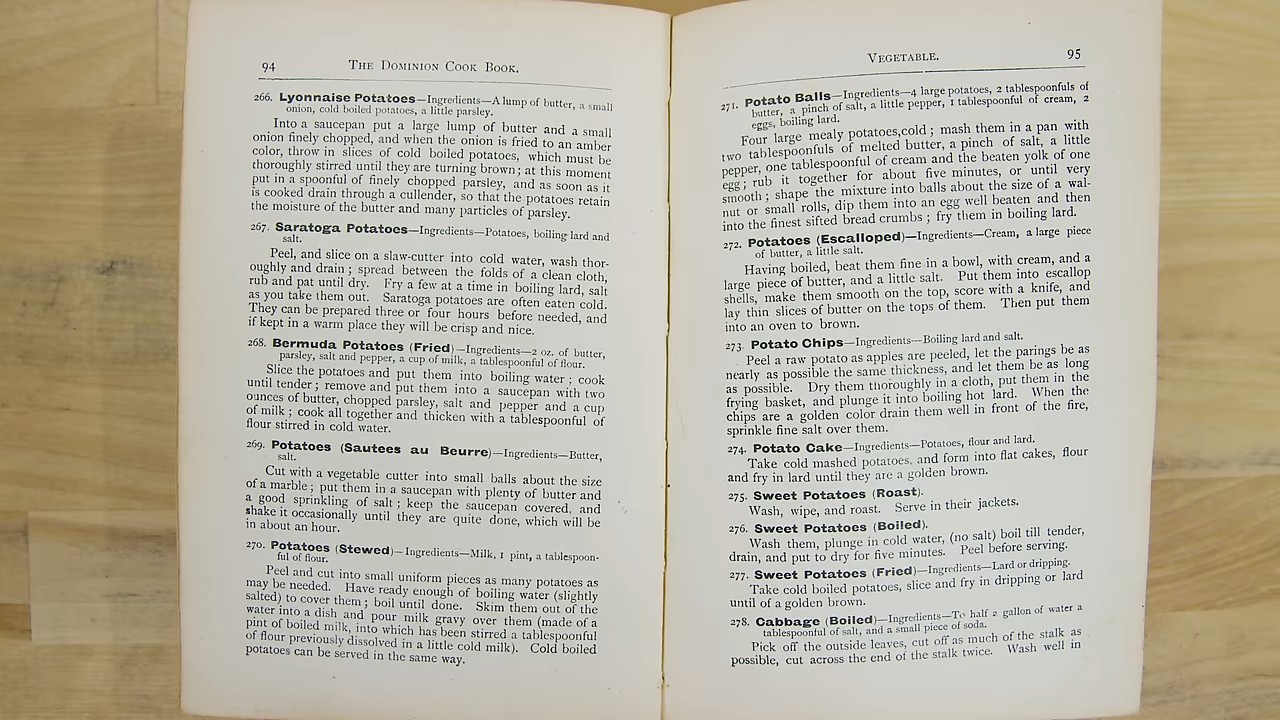 94 The Dominion Cook Book.
266. Lyonnaise Potatoes—Ingredients—A lump of butter, a small
onion, cold boiled potatoes, a little parsley.
Into a saucepan put a large lump of butter and a small
onion finely chopped, and when the onion is fried to an amber
color, throw in slices of cold boiled potatoes, which must be
thoroughly stirred until they are turning brown; at this moment
put in a spoonful of finely chopped parsley, and as soon as it
is cooked drain through a cullender, so that the potatoes retain
the moisture of the butter and many particles of parsley.
267. Saratoga Potatoes—Ingredients—Potatoes, boiling lard and
salt.
Peel, and slice on a slaw-cutter into cold water, wash thor-
oughly and drain; spread between the folds of a clean cloth,
rub and pat until dry. Fry a few at a time in boiling lard, salt
as you take them out. Saratoga potatoes are often eaten cold.
They can be prepared three or four hours before needed, and
if kept in a warm place they will be crisp and nice.
268. Bermuda Potatoes (Fried)—Ingredients—2 oz. of butter,
parsley, salt and pepper, a cup of milk, a tablespoonful of flour.
Slice the potatoes and put them into boiling water; cook
until tender; remove and put them into a saucepan with two
ounces of butter, chopped parsley, salt and pepper and a cup
of milk; cook all together and thicken with a tablespoonful of
flour stirred in cold water.
269. Potatoes (Sautees au Beurre)—Ingredients—Butter,
salt.
Cut with a vegetable cutter into small balls about the size
of a marble; put them in a saucepan with plenty of butter and
a good sprinkling of salt; keep the saucepan covered, and
shake it occasionally until they are quite done, which will be
in about an hour.
270. Potatoes (Stewed)—Ingredients—Milk, 1 pint, a tablespoon-
ful of flour.
Peel and cut into small uniform pieces as many potatoes as
may be needed. Have ready enough of boiling water (slightly
salted) to cover them; boil until done. Skim them out of the
water into a dish and pour milk gravy over them (made of a
pint of boiled milk, into which has been stirred a tablespoonful
of flour previously dissolved in a little cold milk). Cold boiled
potatoes can be served in the same way.
Vegetable. 95
271. Potato Balls—Ingredients—4 large potatoes, 2 tablespoonfuls of
butter, a pinch of salt, a little pepper, 1 tablespoonful of cream, 2
eggs, boiling lard.
Four large mealy potatoes,cold; mash them in a pan with
two tablespoonfuls of melted butter, a pinch of salt, a little
pepper, one tablespoonful of cream and the beaten yolk of one
egg; rub it together for about five minutes, or until very
smooth; shape the mixture into balls about the size of a wal-
nut or small rolls, dip them into an egg well beaten and then
into the finest sifted bread crumbs; fry them in boiling lard.
272. Potatoes (Escalloped)—Ingredients—Cream, a large piece
of butter, a little salt.
Having boiled, beat them fine in a bowl, with cream, and a
large piece of butter, and a little salt. Put them into escallop
shells, make them smooth on the top, score with a knife, and
lay thin slices of butter on the tops of them. Then put them
into an oven to brown.
273. Potato Chips—Ingredients—Boiling lard and salt.
Peel a raw potato as apples are peeled, let the parings be as
nearly as possible the same thickness, and let them be as long
as possible. Dry them thoroughly in a cloth, put them in the
frying basket, and plunge it into boiling hot lard. When the
chips are a golden color drain them well in front of the fire,
sprinkle fine salt over them.
274. Potato Cake—Ingredients—Potatoes, flour and lard.
Take cold mashed potatoes, and form into flat cakes, flour
and fry in lard until they are a golden brown.
275. Sweet Potatoes (Roast).
Wash, wipe, and roast. Serve in their jackets.
276. Sweet Potatoes (Boiled).
Wash them, plunge in cold water, (no salt) boil till tender,
drain, and put to dry for five minutes. Peel before serving.
277. Sweet Potatoes (Fried)—Ingredients—Lard or dripping.
Take cold boiled potatoes, slice and fry in dripping or lard
until of a golden brown.
278. Cabbage (Boiled)—Ingredients—To half a gallon of water a
tablespoonful of salt, and a small piece of soda.
Pick off the outside leaves, cut off as much of the stalk as
possible, cut across the end of the stalk twice. Wash well in